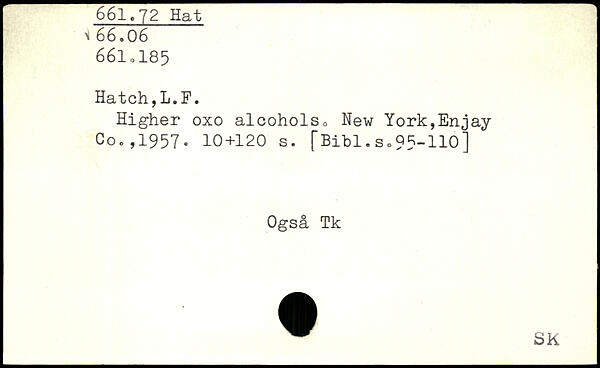 661.72 Hat
66.06
661.185
Hatch,L.F.
Higher oxo alcohols. New York,Enjay
Co.,1957. 10+120 s. [Bibl.s.95-110]
Også Tk
SK